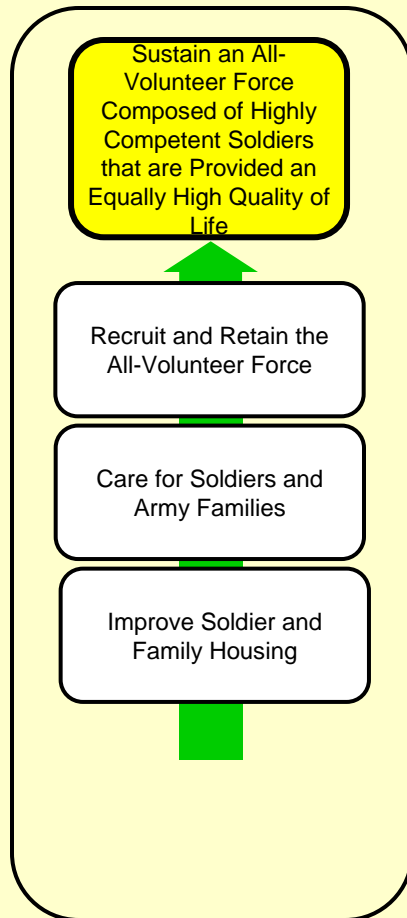 Sustain an All-
Volunteer Force
Composed of Highly
Competent Soldiers
that are Provided an
Equally High Quality of
Life
Recruit and Retain the
All-Volunteer Force
Care for Soldiers and
Army Families
Improve Soldier and
Family Housing